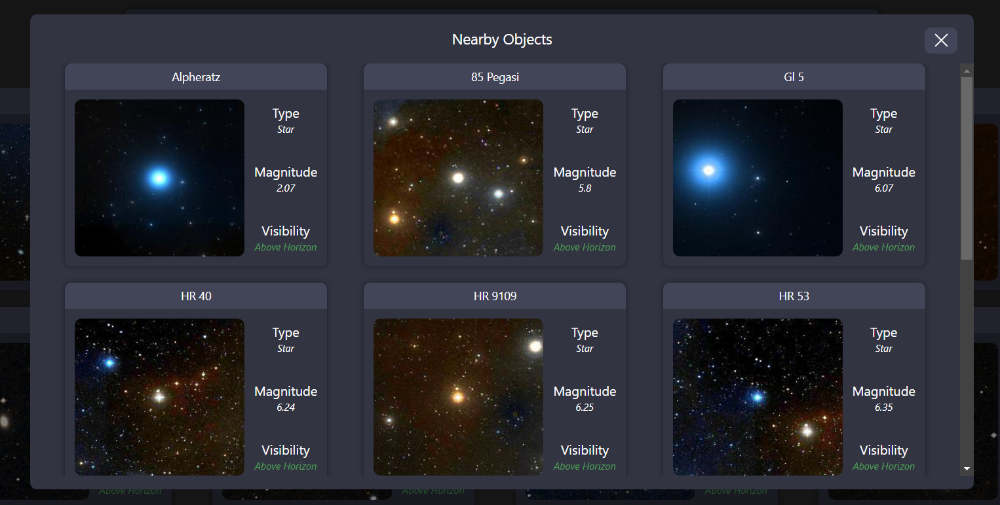 Nearby Objects
Alpheratz
Type
Star
Magnitude
2.07
Visibility
Above Horizon
85 Pegasi
Type
Star
Magnitude
5.8
Visibility
Above Horizon
Gl 5
Type
Star
Magnitude
6.07
Visibility
Above Horizon
HR 40
Type
Star
Magnitude
6.24
Visibility
Above Horizon
HR 9109
Type
Star
Magnitude
6.25
Visibility
Above Horizon
HR 53
Type
Star
Magnitude
6.35
Visibility
Above Horizon
Above Horizon
Above Horizon
Above Horizon